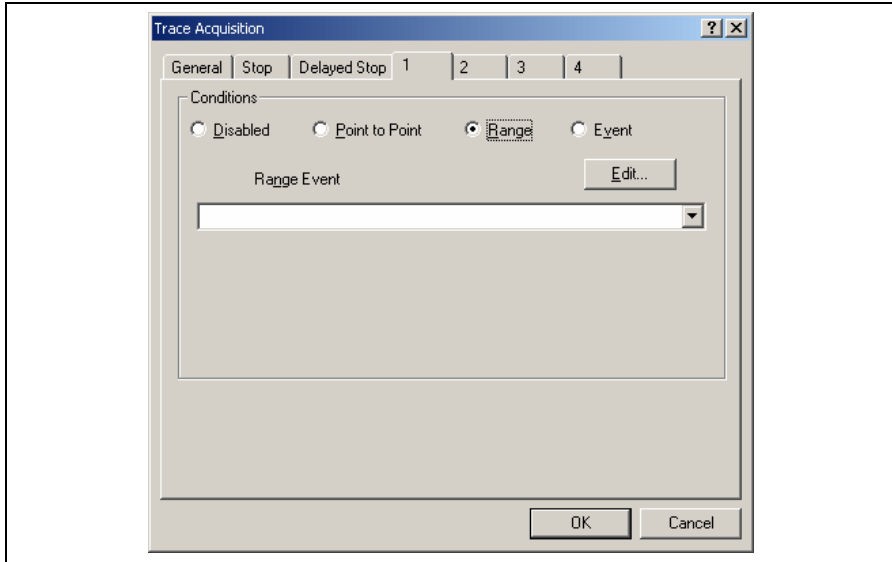 Trace Acquisition
General Stop Delayed Stop 1 2 3 4
Conditions
Disabled Point to Point Range Event
Range Event Edit...
OK Cancel